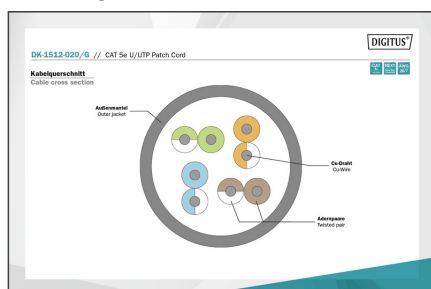 DIGITUS®
DK-1512-020/G // CAT 5e U/UTP Patch Cord
Kabelquerschnitt
Cable cross section
Außenmantel
Outer jacket
Cu-Draht
Cu-Wire
Adernpaare
Twisted pair